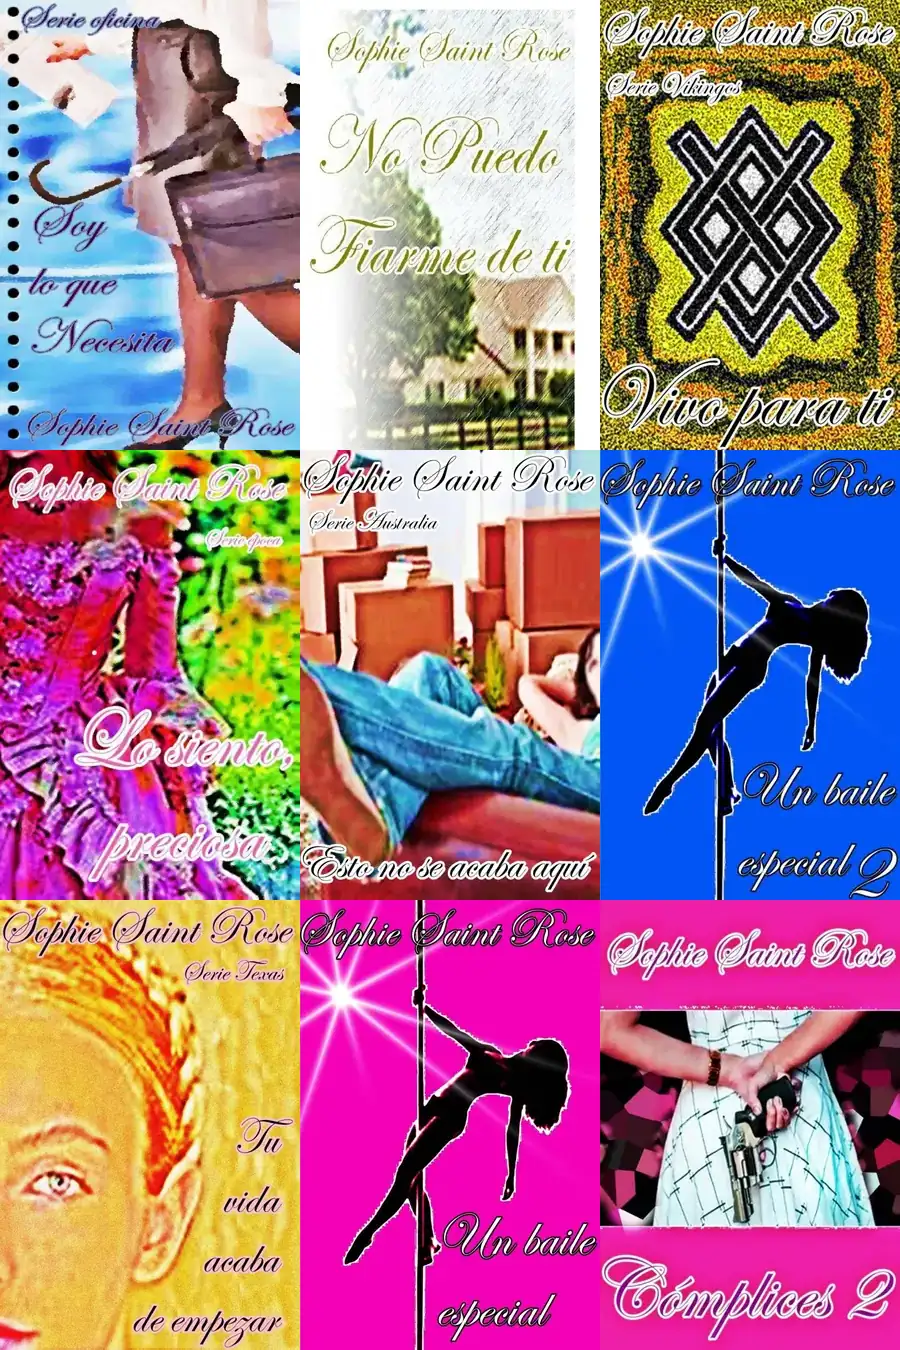 Serie oficina
Soy
lo que
Necesita
Sophie Saint Rose
Sophie Saint Rose
No Puedo
Fiarme de ti
Sophie Saint Rose
Serie Vikingos
Vivo para ti
Sophie Saint Rose
Serie época
Lo siento,
preciosa
Sophie Saint Rose
Serie Australia
Esto no se acaba aquí
Sophie Saint Rose
Un baile
especial 2
Sophie Saint Rose
Serie Texas
Tu
vida
acaba
de empezar
Sophie Saint Rose
Un baile
especial
Sophie Saint Rose
Cómplices 2